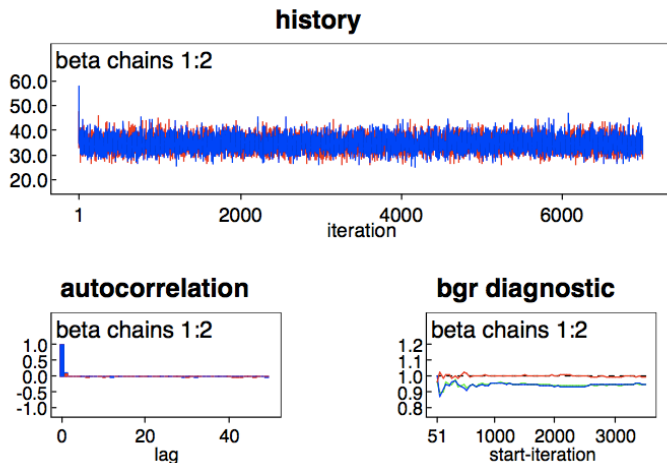 history
beta chains 1:2
60.0
50.0
40.0
30.0
20.0
1 2000 4000 6000
iteration
autocorrelation
beta chains 1:2
1.0
0.5
0.0
-0.5
-1.0
0 20 40
lag
bgr diagnostic
beta chains 1:2
1.2
1.1
1.0
0.9
0.8
51 1000 2000 3000
start-iteration